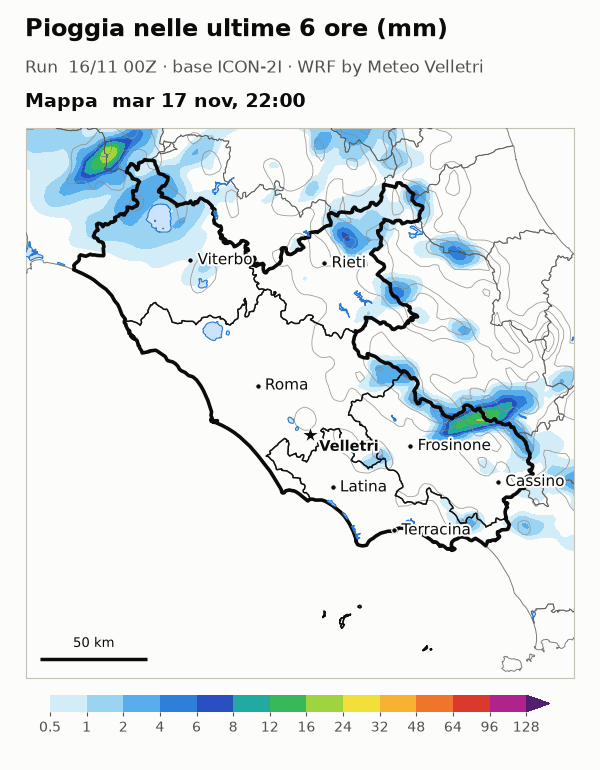 Pioggia nelle ultime 6 ore (mm)
Run  16/11 00Z · base ICON-2I · WRF by Meteo Velletri
Mappa  mar 17 nov, 22:00
Viterbo
Rieti
Roma
Velletri
Frosinone
Latina
Cassino
Terracina
50 km
0.5 1 2 4 6 8 12 16 24 32 48 64 96 128